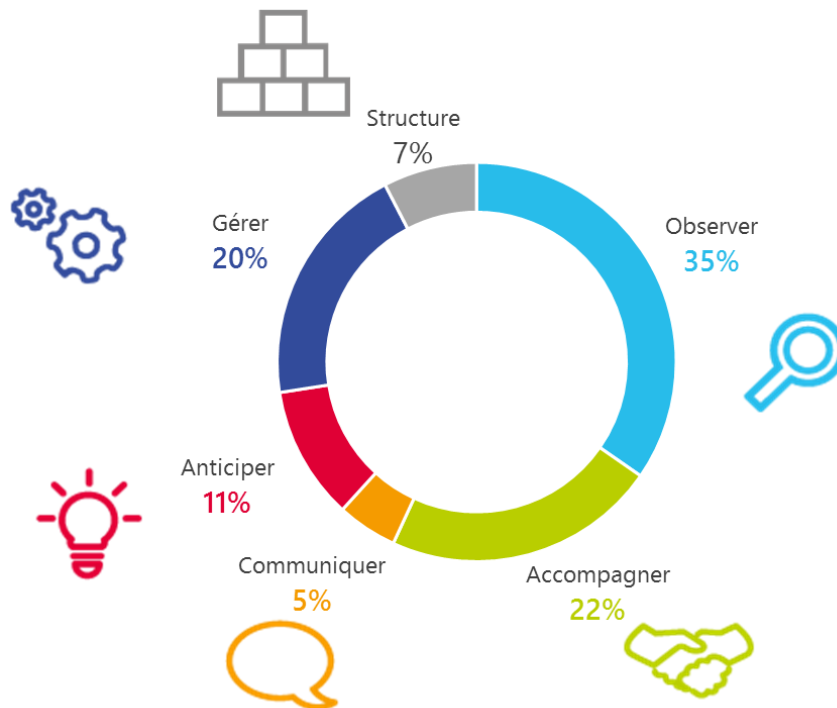 Structure
7%
Observer
35%
Accompagner
22%
Communiquer
5%
Anticiper
11%
Gérer
20%